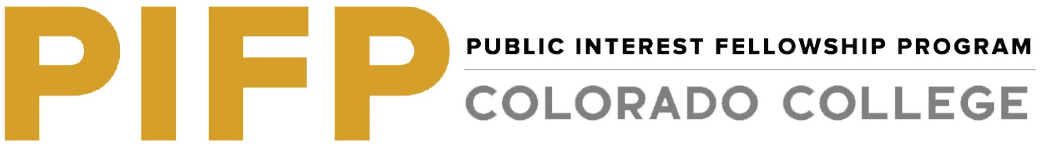 PIFP
PUBLIC INTEREST FELLOWSHIP PROGRAM
COLORADO COLLEGE